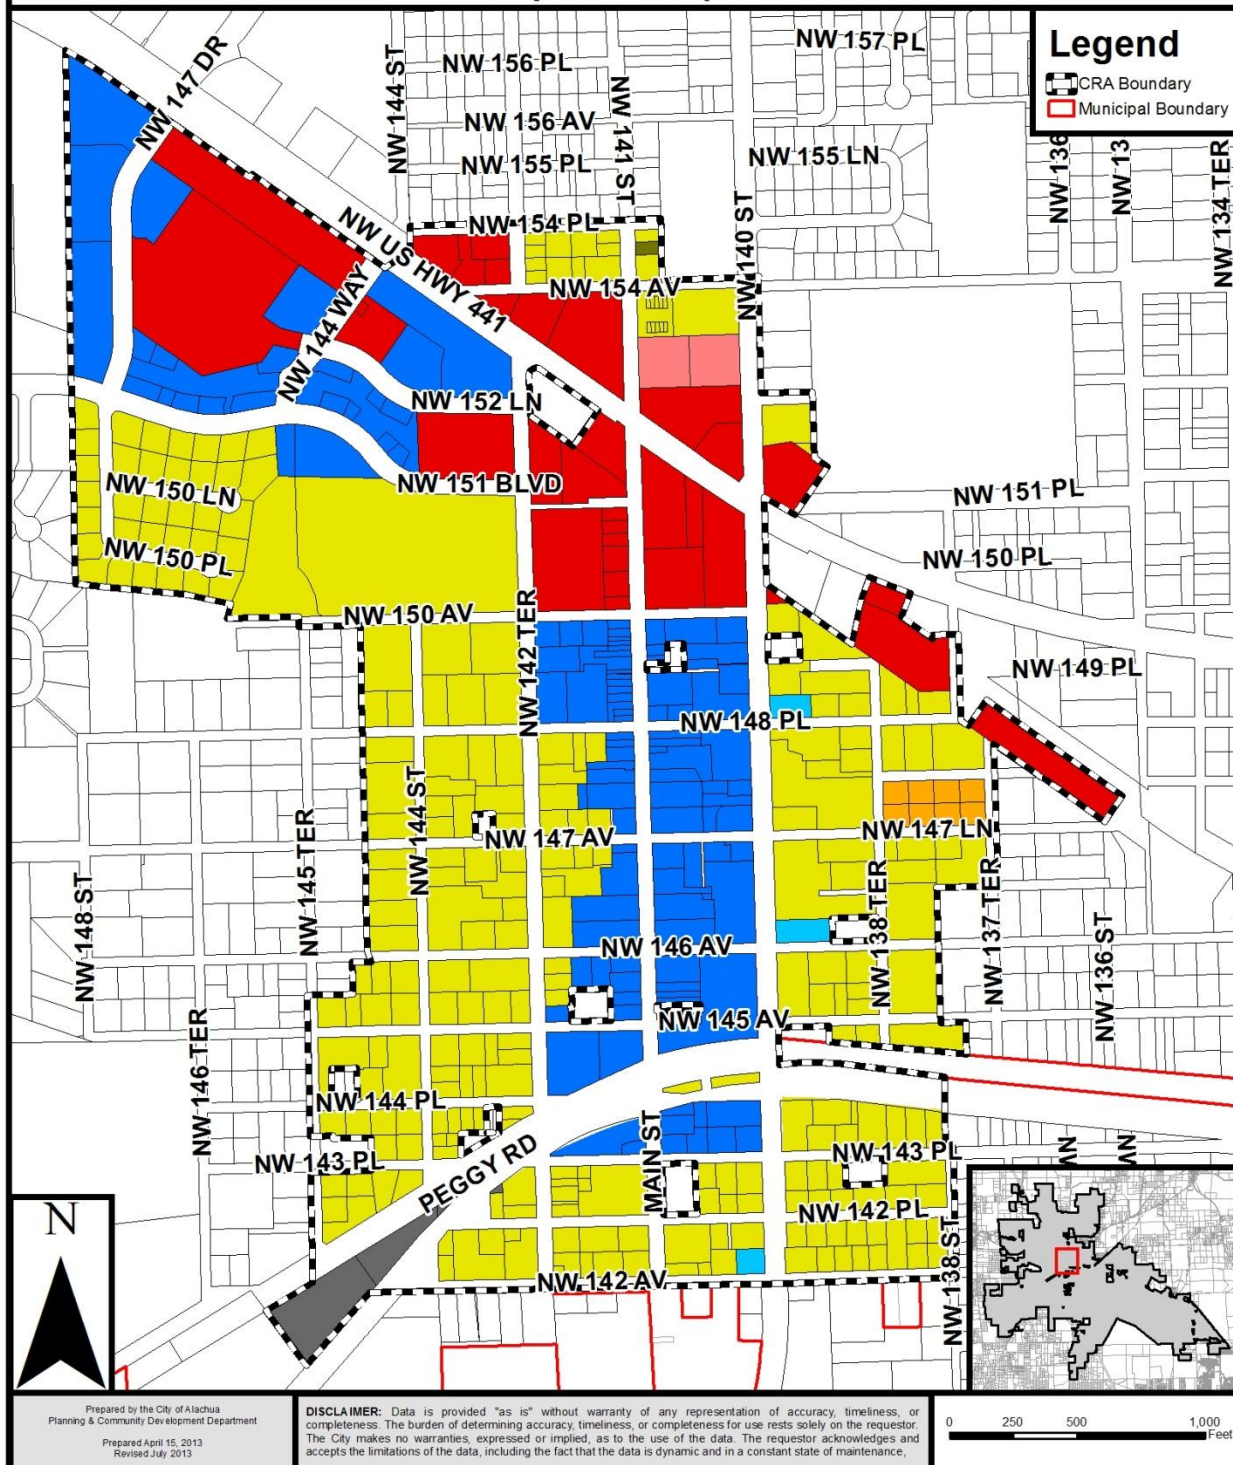 Legend
CRA Boundary
Municipal Boundary
NW 147 DR
NW 144 ST
NW 156 PL
NW 157 PL
NW 141 ST
NW 156 AV
NW 155 PL
NW 155 LN
NW 136
NW 13
NW 134 TER
NW US HWY 441
NW 154 PL
NW 140 ST
NW 144 WAY
NW 154 AV
NW 152 LN
NW 151 BLVD
NW 150 LN
NW 151 PL
NW 150 PL
NW 150 PL
NW 150 AV
NW 142 TER
NW 149 PL
NW 148 PL
NW 144 ST
NW 145 TER
NW 147 AV
NW 147 LN
NW 148 ST
NW 138 TER
NW 137 TER
NW 136 ST
NW 146 AV
NW 146 TER
NW 145 AV
NW 144 PL
NW 143 PL
PEGGY RD
MAIN ST
NW 143 PL
NW 142 PL
NW 138 ST
NW 142 AV
N
Prepared by the City of Alachua
Planning & Community Development Department
Prepared April 15, 2013
Revised July 2013
DISCLAIMER: Data is provided "as is" without warranty of any representation of accuracy, timeliness, or
completeness. The burden of determining accuracy, timeliness, or completeness for use rests solely on the requestor.
The City makes no warranties, expressed or implied, as to the use of the data. The requestor acknowledges and
accepts the limitations of the data, including the fact that the data is dynamic and in a constant state of maintenance,
0 250 500 1,000
Feet